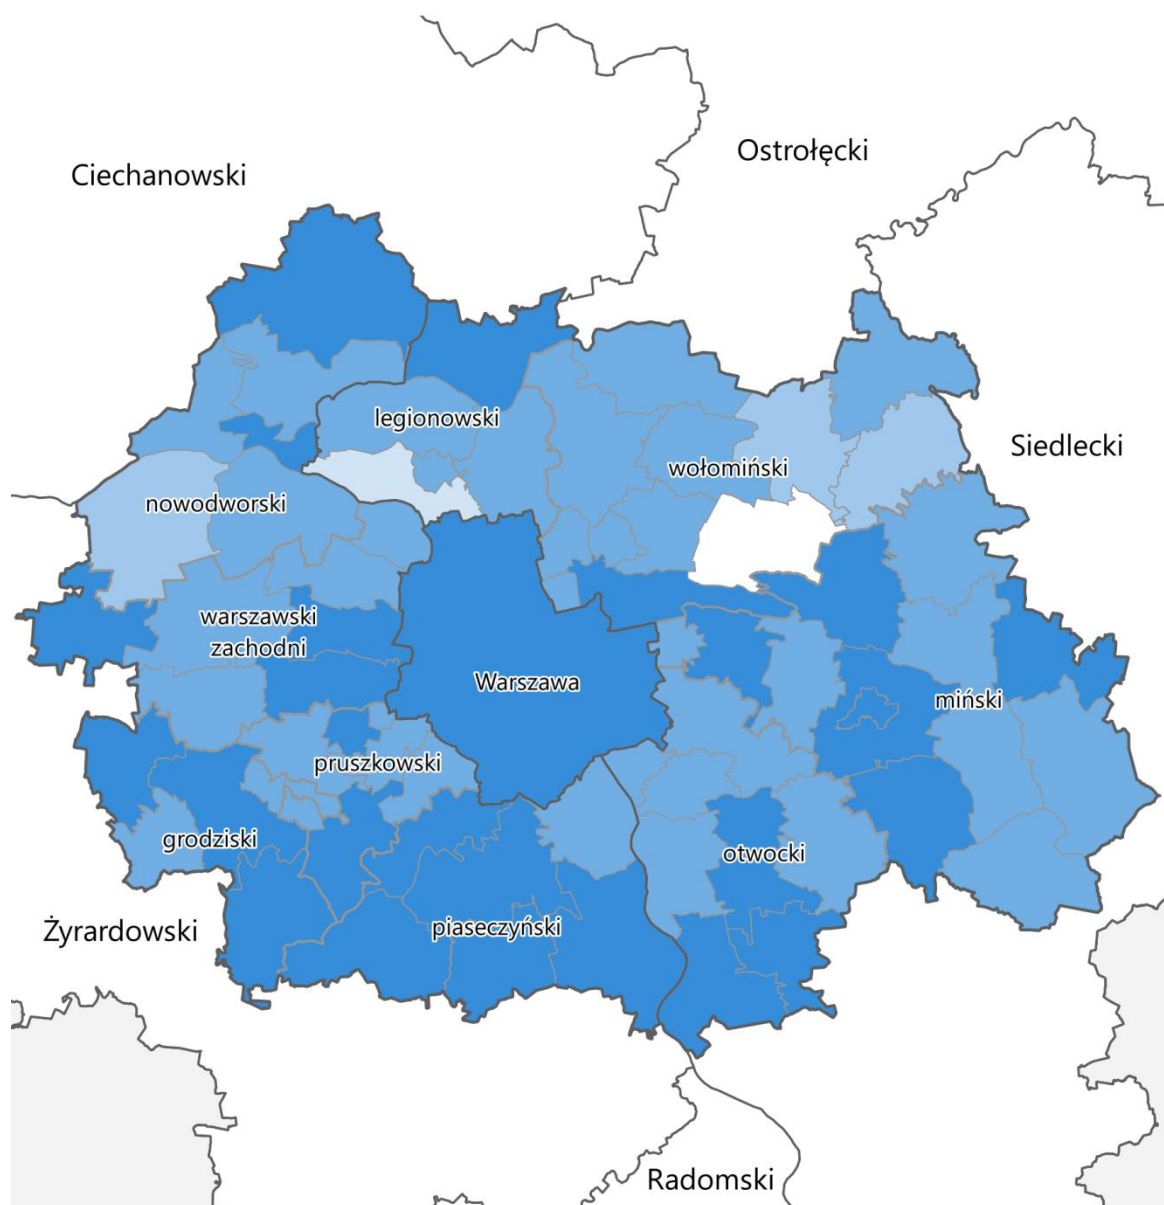 Ostrołęcki
Ciechanowski
legionowski
Siedlecki
wołomiński
nowodworski
warszawski
zachodni
Warszawa
miński
pruszkowski
grodziski
otwocki
piaseczyński
Żyrardowski
Radomski